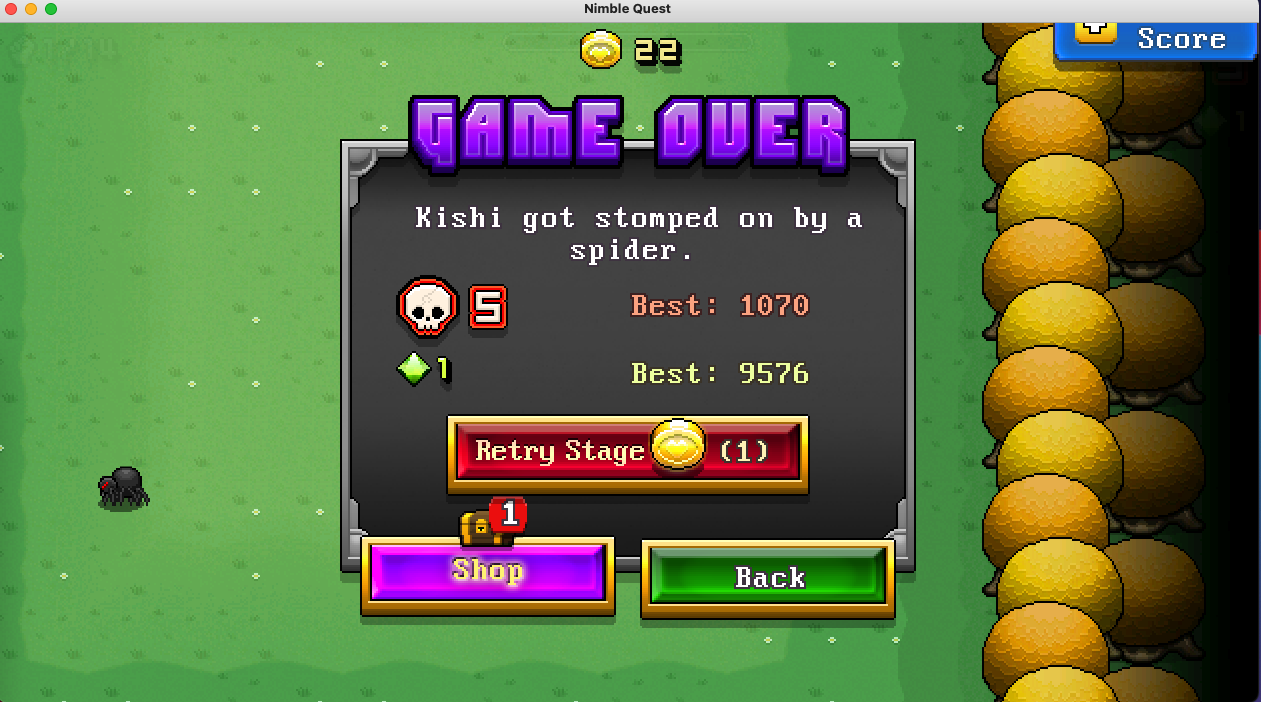 Nimble Quest
22
Score
GAME OVER
Kishi got stomped on by a
spider.
5
Best: 1070
1
Best: 9576
Retry Stage (1)
1
Shop
Back